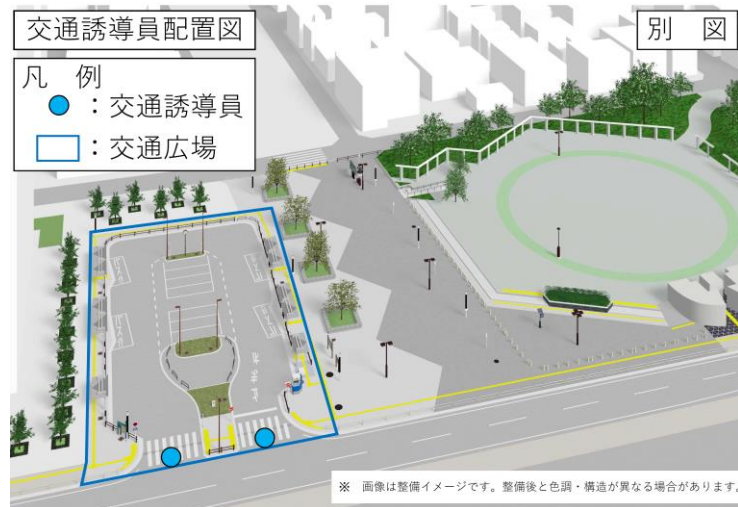 交通誘導員配置図
別 図
凡 例
：交通誘導員
：交通広場
※ 画像は整備イメージです。整備後と色調・構造が異なる場合があります。